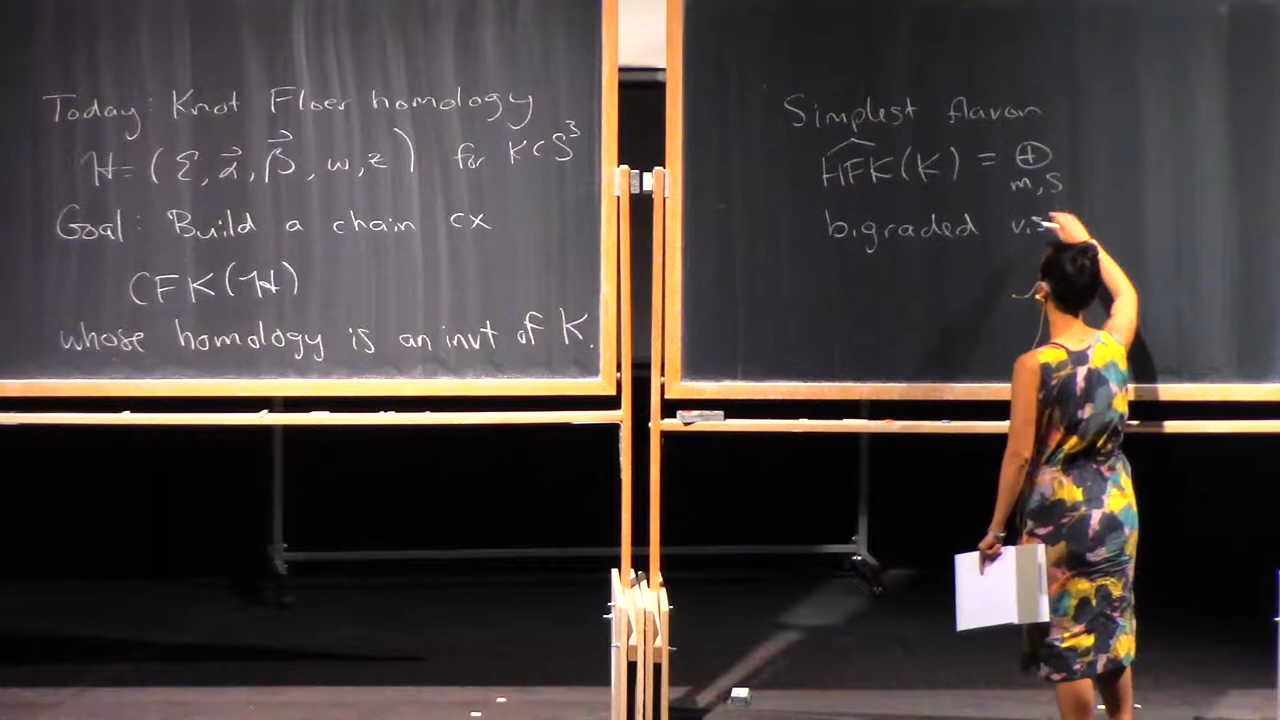 Today: Knot Floer homology
H = (Σ, α⃗, β⃗, w, z) for K⊂S³
Goal: Build a chain cx
CFK(H)
whose homology is an invt of K.
Simplest flavor
\widehat{HFK}(K) = ⊕
m, s
bigraded v.s